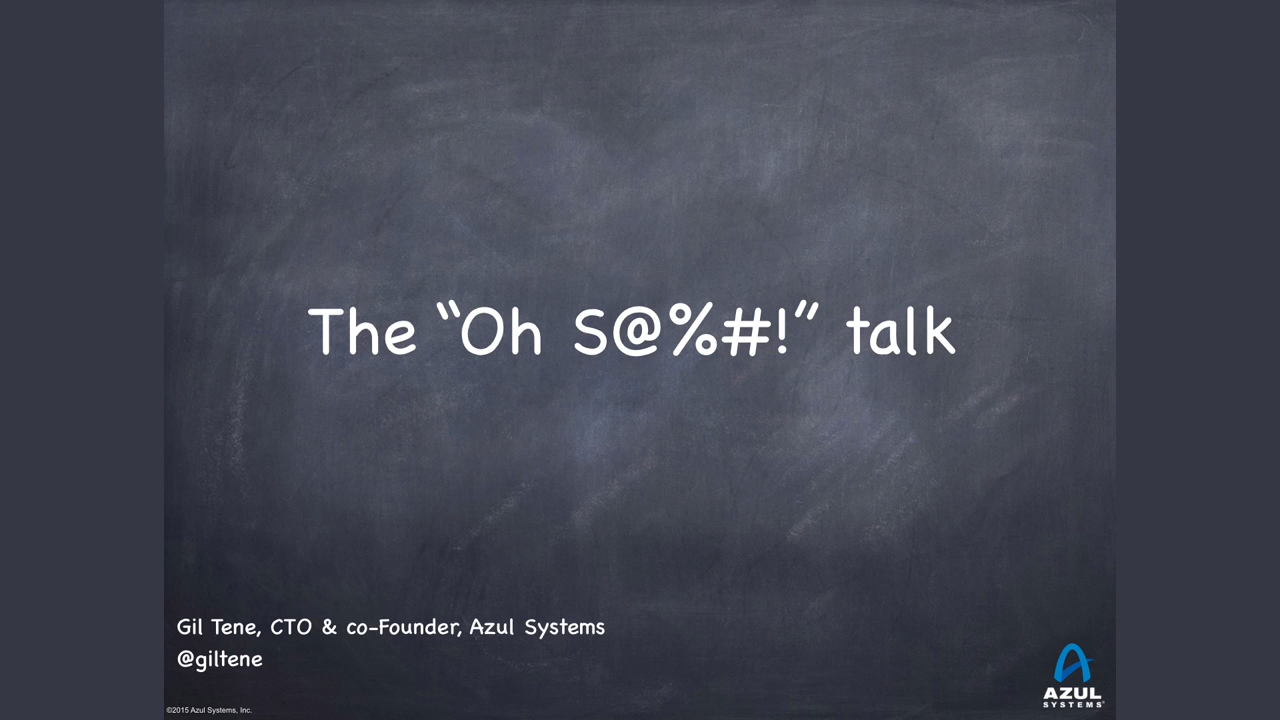 The “Oh S@%#!” talk
Gil Tene, CTO & co-Founder, Azul Systems
@giltene
©2015 Azul Systems, Inc.
AZUL
SYSTEMS®